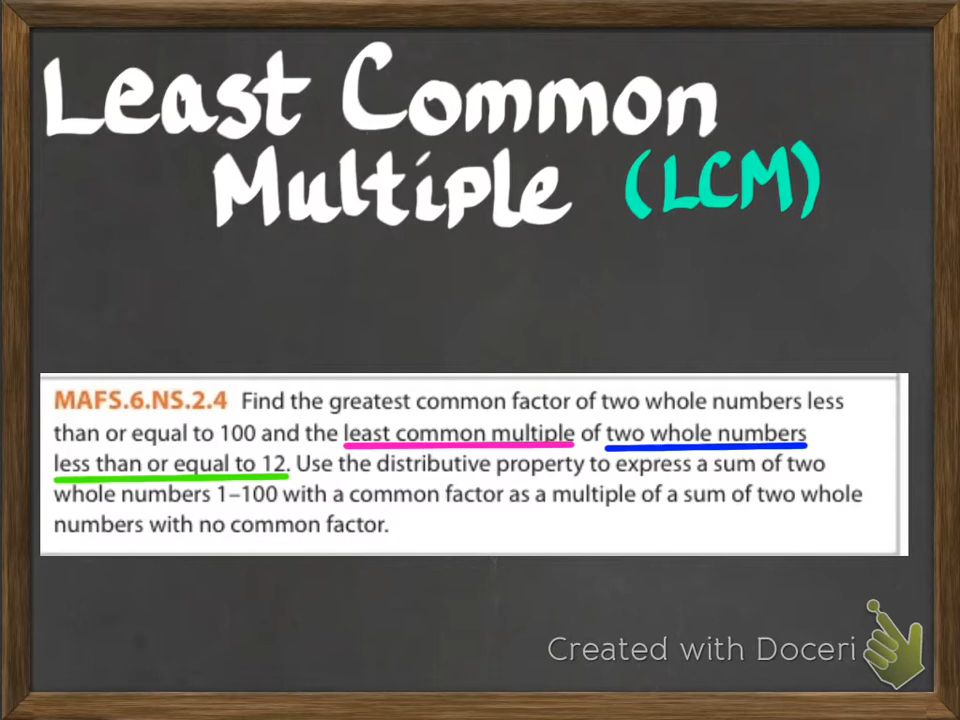 Least Common
Multiple (LCM)
MAFS.6.NS.2.4 Find the greatest common factor of two whole numbers less
than or equal to 100 and the least common multiple of two whole numbers
less than or equal to 12. Use the distributive property to express a sum of two
whole numbers 1–100 with a common factor as a multiple of a sum of two whole
numbers with no common factor.
Created with Doceri